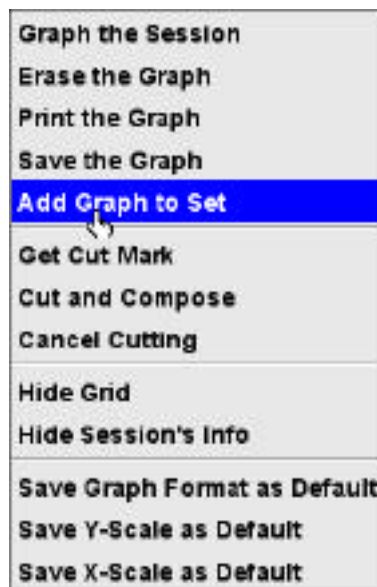 Graph the Session
Erase the Graph
Print the Graph
Save the Graph
Add Graph to Set
Get Cut Mark
Cut and Compose
Cancel Cutting
Hide Grid
Hide Session's Info
Save Graph Format as Default
Save Y-Scale as Default
Save X-Scale as Default